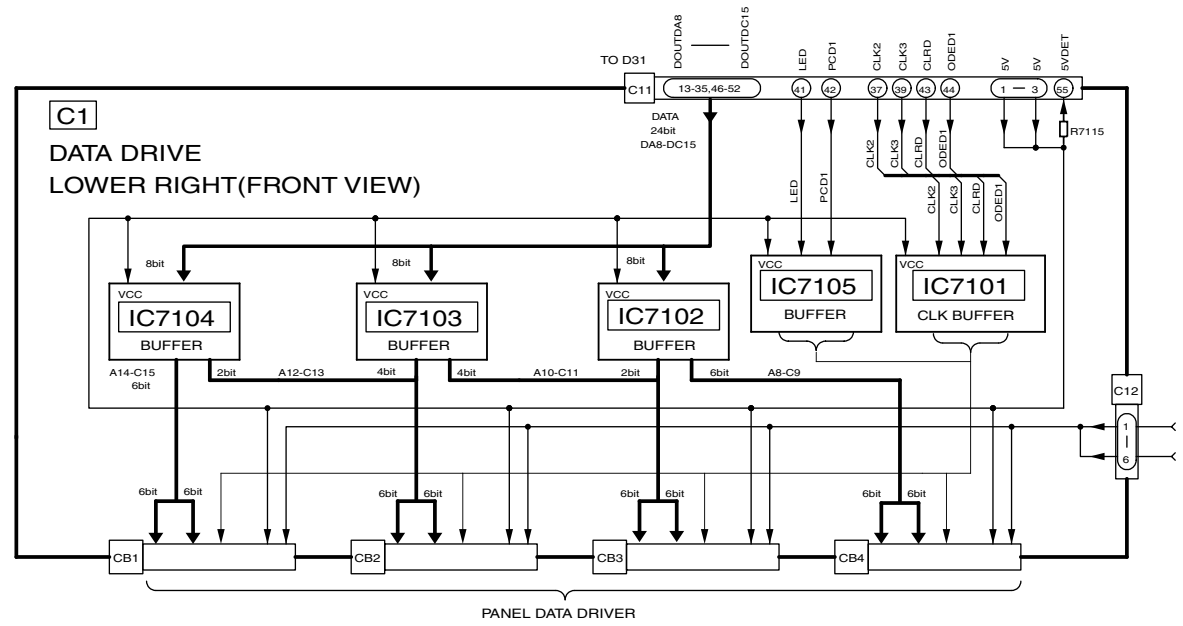 DOUTDA8
DOUTDC15
LED
PCD1
CLK2
CLK3
CLRD
ODED1
5V
5V
5VDET
TO D31
C11
13-35,46-52
41
42
37
39
43
44
1 — 3
55
C1
DATA DRIVE
LOWER RIGHT(FRONT VIEW)
DATA
24bit
DA8-DC15
R7115
LED
PCD1
CLK2
CLK3
CLRD
ODED1
CLK2
CLK3
CLRD
ODED1
8bit
8bit
8bit
VCC
IC7104
BUFFER
VCC
IC7103
BUFFER
VCC
IC7102
BUFFER
VCC
IC7105
BUFFER
VCC
IC7101
CLK BUFFER
A14-C15
6bit
2bit
A12-C13
4bit
4bit
A10-C11
2bit
6bit
A8-C9
C12
1
6
6bit
6bit
6bit
6bit
6bit
6bit
6bit
6bit
CB1
CB2
CB3
CB4
PANEL DATA DRIVER